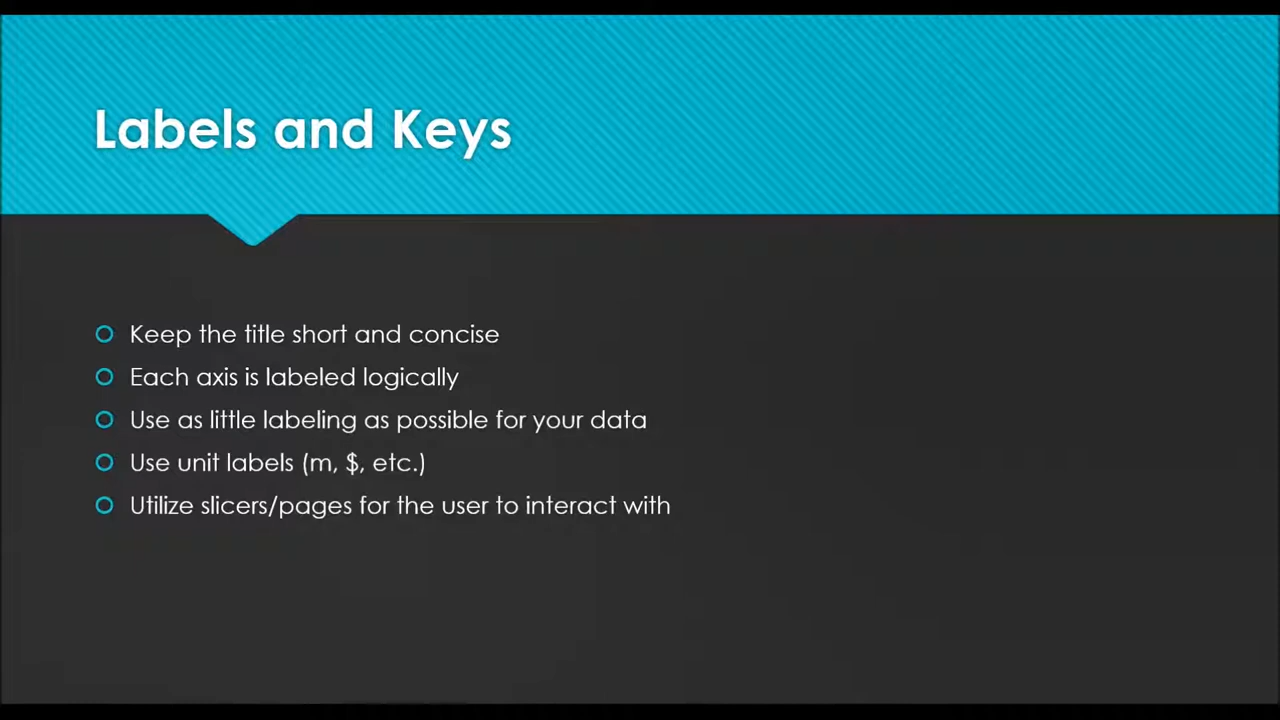 Labels and Keys
Keep the title short and concise
Each axis is labeled logically
Use as little labeling as possible for your data
Use unit labels (m, $, etc.)
Utilize slicers/pages for the user to interact with